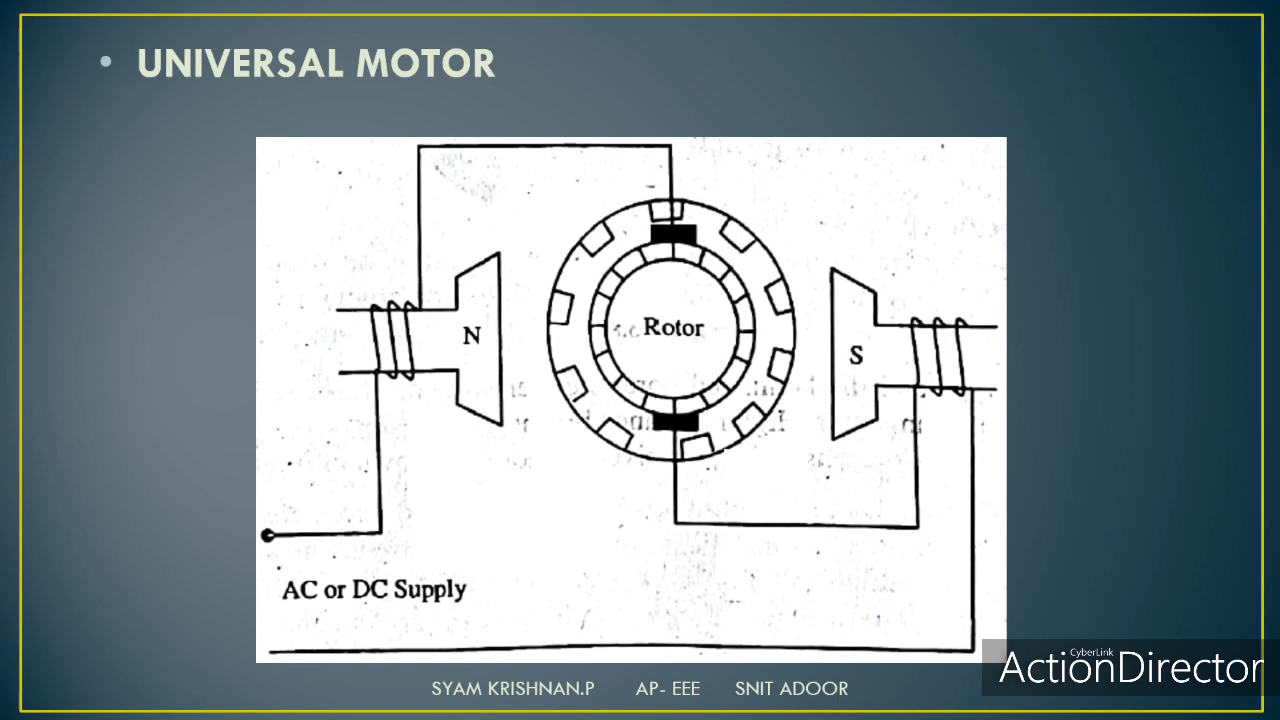 • UNIVERSAL MOTOR
N
Rotor
S
AC or DC Supply
SYAM KRISHNAN.P AP- EEE SNIT ADOOR
CyberLink
ActionDirector